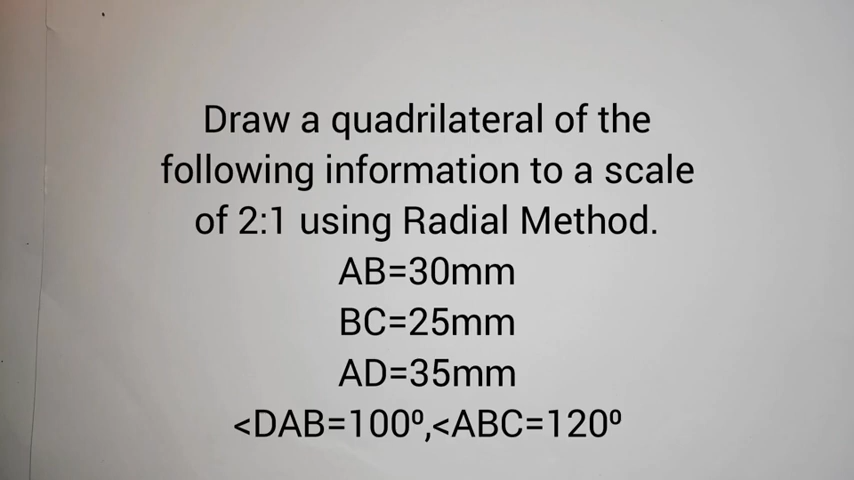 Draw a quadrilateral of the
following information to a scale
of 2:1 using Radial Method.
AB=30mm
BC=25mm
AD=35mm
<DAB=100⁰,<ABC=120⁰